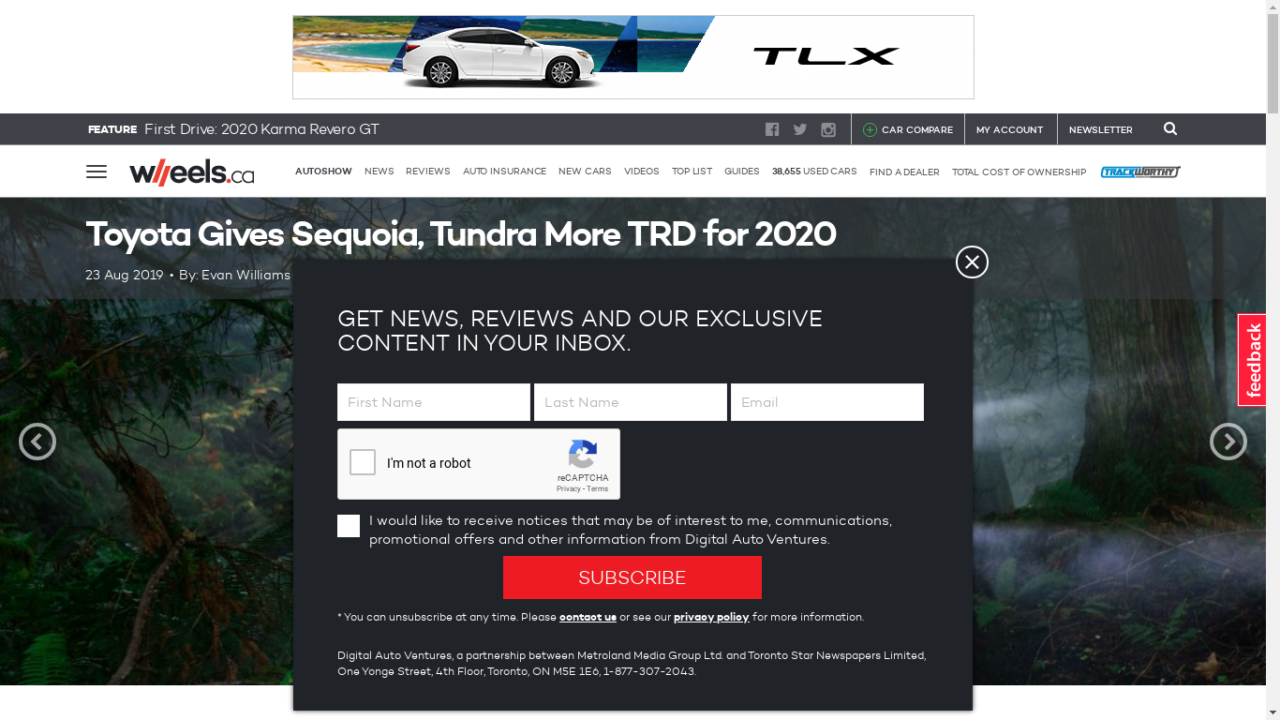 TLX
FEATURE First Drive: 2020 Karma Revero GT
CAR COMPARE MY ACCOUNT NEWSLETTER
wheels.ca
AUTOSHOW NEWS REVIEWS AUTO INSURANCE NEW CARS VIDEOS TOP LIST GUIDES 38,655 USED CARS FIND A DEALER TOTAL COST OF OWNERSHIP TRACKWORTHY
Toyota Gives Sequoia, Tundra More TRD for 2020
23 Aug 2019 • By: Evan Williams
GET NEWS, REVIEWS AND OUR EXCLUSIVE
CONTENT IN YOUR INBOX.
First Name Last Name Email
I'm not a robot
reCAPTCHA
Privacy - Terms
I would like to receive notices that may be of interest to me, communications,
promotional offers and other information from Digital Auto Ventures.
SUBSCRIBE
* You can unsubscribe at any time. Please contact us or see our privacy policy for more information.
Digital Auto Ventures, a partnership between Metroland Media Group Ltd. and Toronto Star Newspapers Limited,
One Yonge Street, 4th Floor, Toronto, ON M5E 1E6, 1-877-307-2043.
feedback